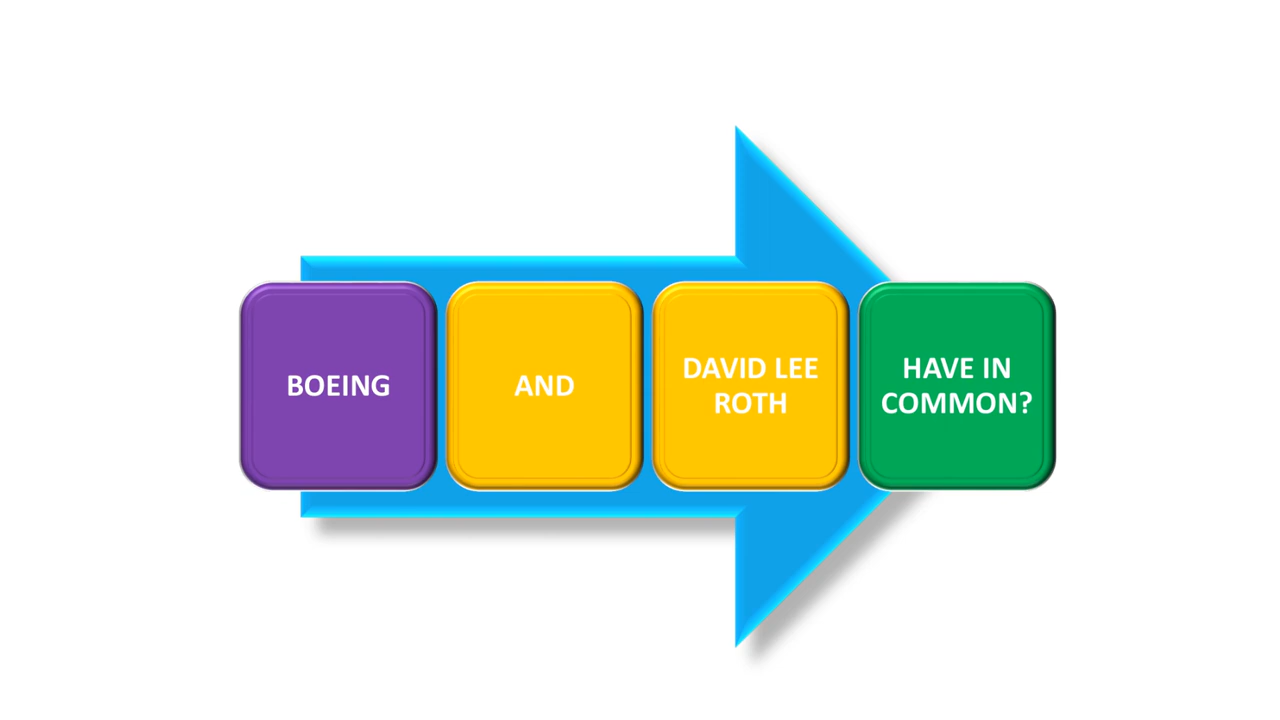 BOEING
AND
DAVID LEE
ROTH
HAVE IN
COMMON?